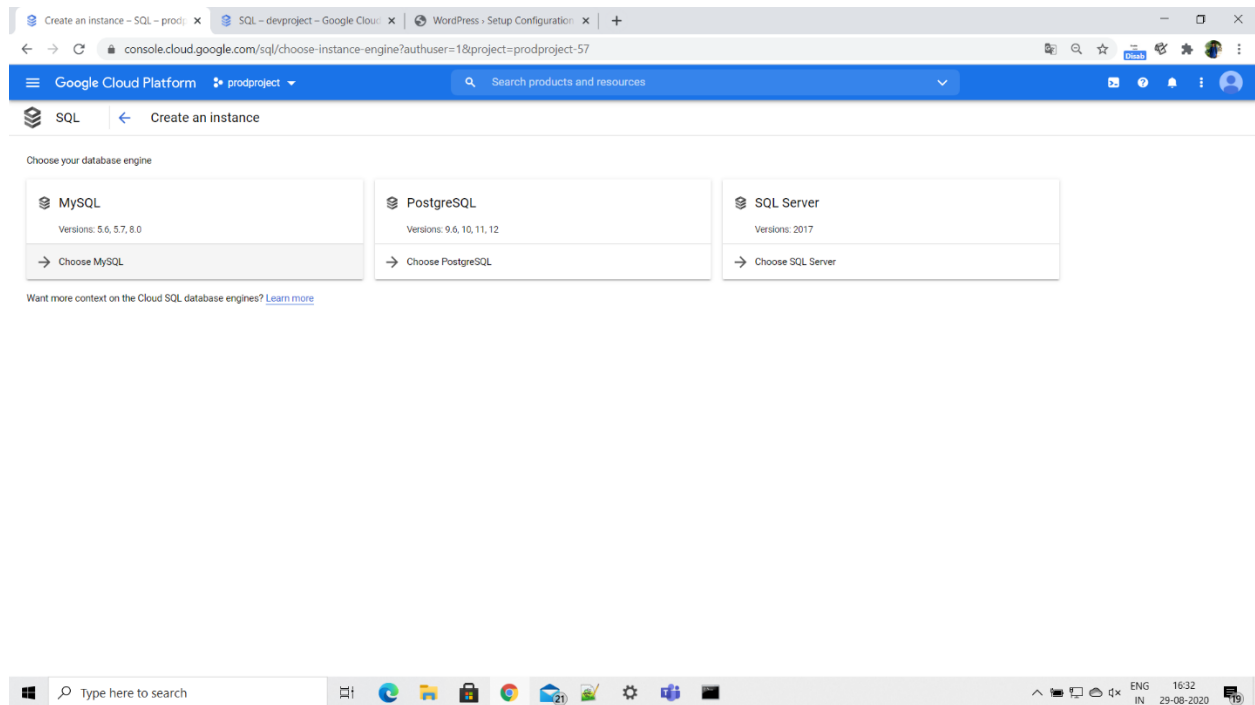 Create an instance – SQL – prodp
SQL – devproject – Google Cloud
WordPress › Setup Configuration
console.cloud.google.com/sql/choose-instance-engine?authuser=1&project=prodproject-57
Disab
Google Cloud Platform
prodproject
Search products and resources
SQL
Create an instance
Choose your database engine
MySQL
Versions: 5.6, 5.7, 8.0
Choose MySQL
PostgreSQL
Versions: 9.6, 10, 11, 12
Choose PostgreSQL
SQL Server
Versions: 2017
Choose SQL Server
Want more context on the Cloud SQL database engines? Learn more
Type here to search
21
ENG
IN
16:32
29-08-2020
19